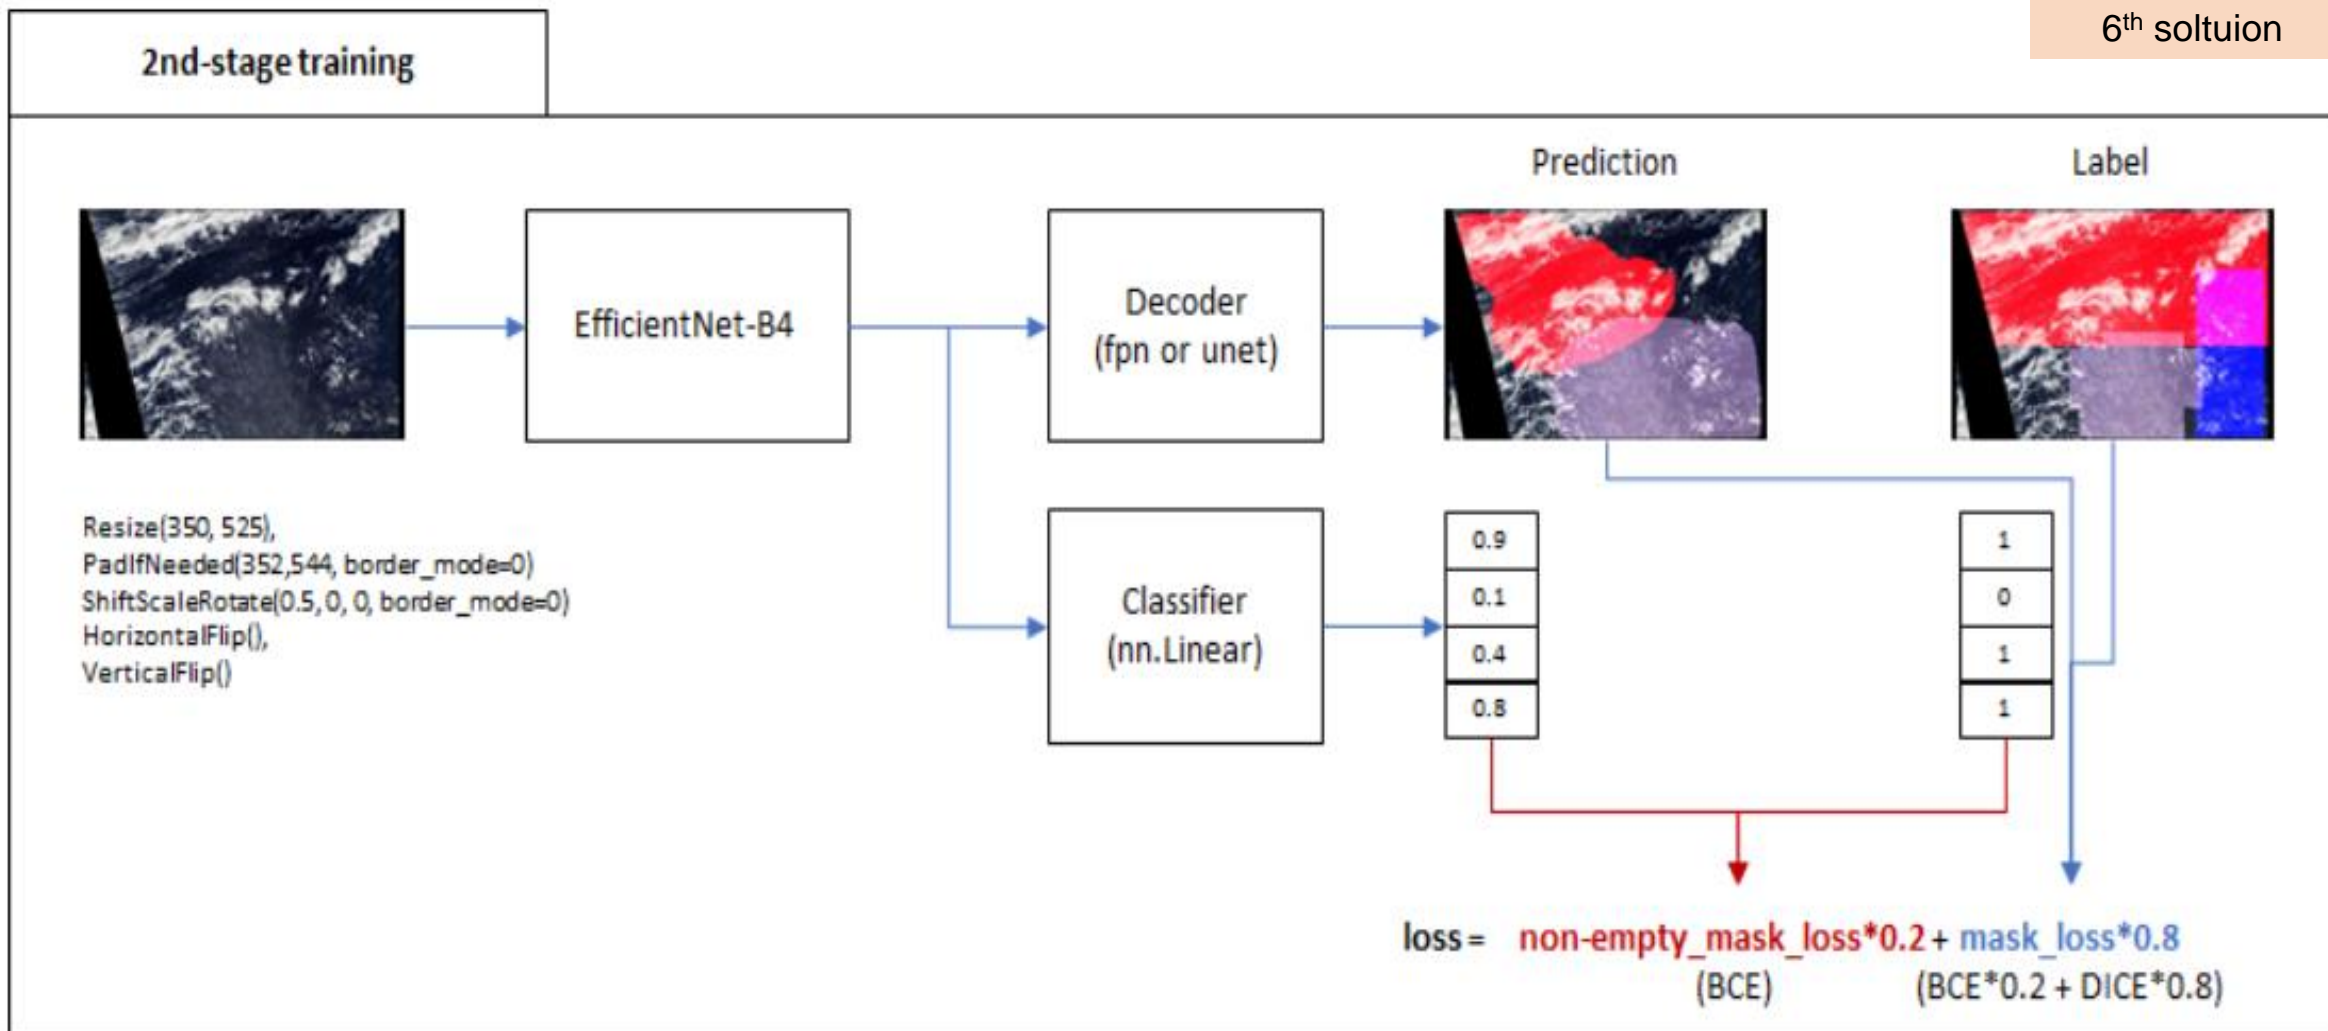 6th soltuion
2nd-stage training
Prediction
Label
EfficientNet-B4
Decoder
(fpn or unet)
Resize(350, 525),
PadIfNeeded(352,544, border_mode=0)
ShiftScaleRotate(0.5, 0, 0, border_mode=0)
HorizontalFlip(),
VerticalFlip()
Classifier
(nn.Linear)
0.9
0.1
0.4
0.8
1
0
1
1
loss = non-empty_mask_loss*0.2 + mask_loss*0.8
(BCE) (BCE*0.2 + DICE*0.8)